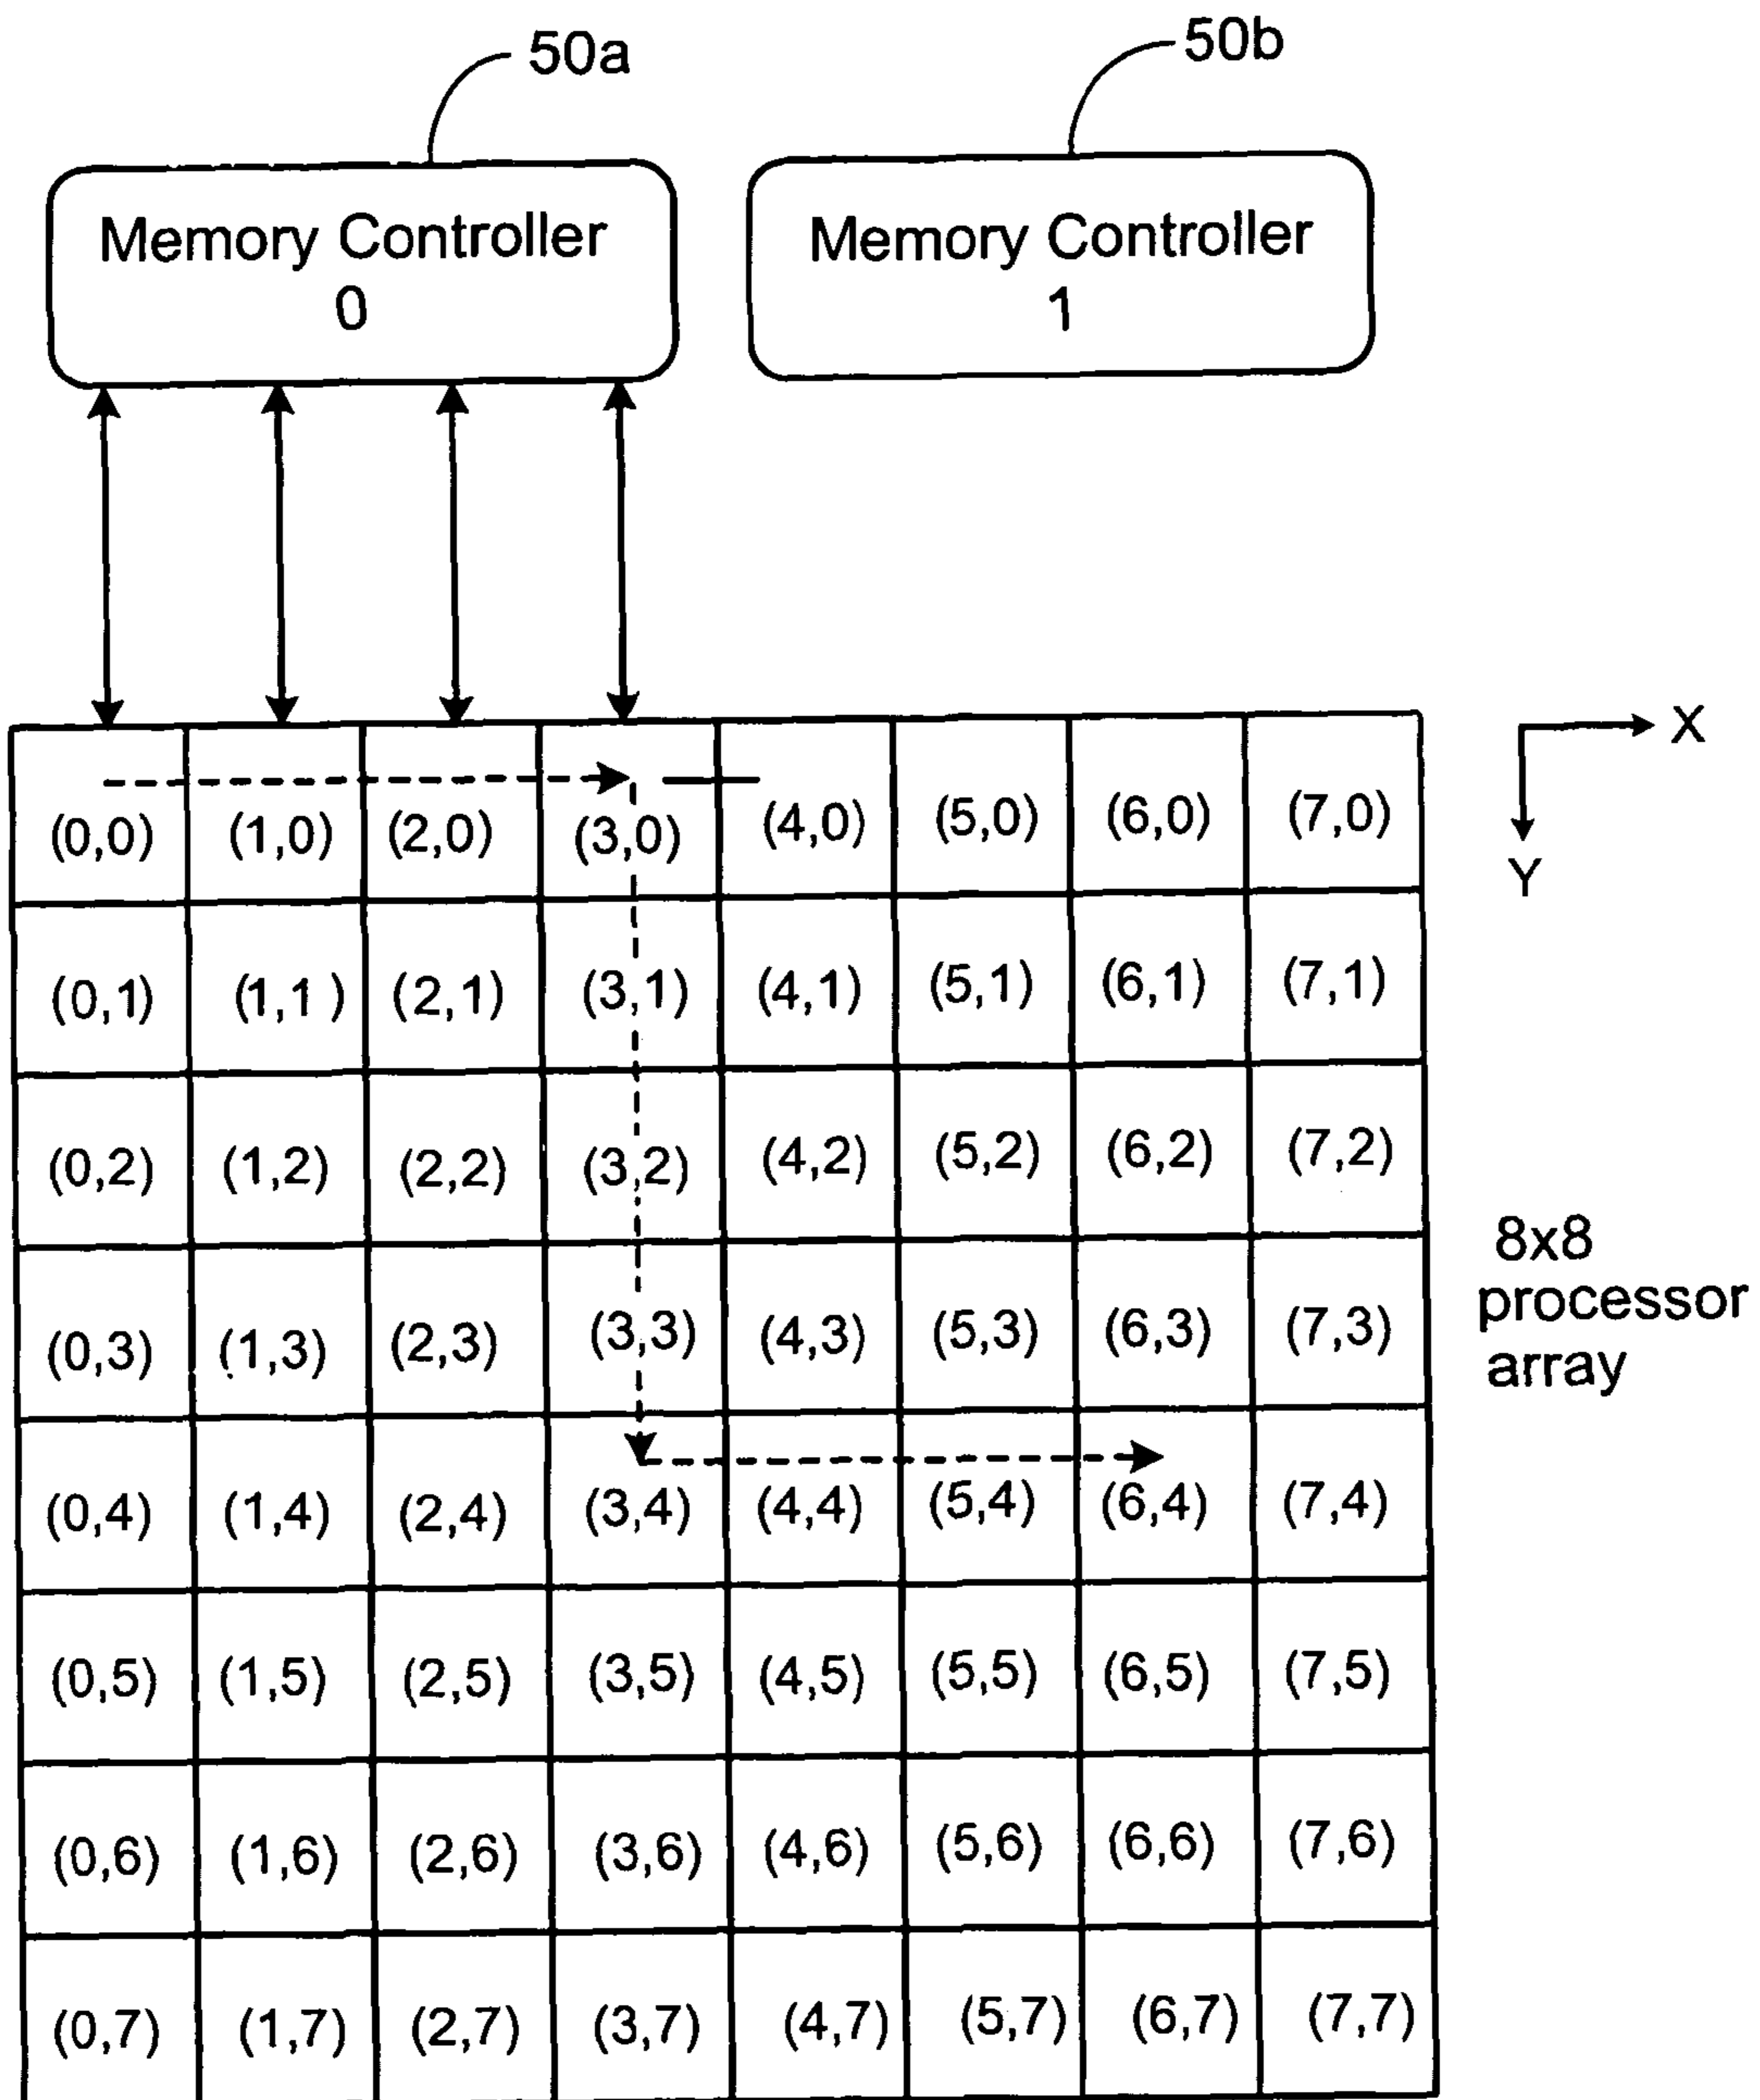 50a
50b
Memory Controller
0
Memory Controller
1
X
Y
(0,0) (1,0) (2,0) (3,0) (4,0) (5,0) (6,0) (7,0)
(0,1) (1,1) (2,1) (3,1) (4,1) (5,1) (6,1) (7,1)
(0,2) (1,2) (2,2) (3,2) (4,2) (5,2) (6,2) (7,2)
(0,3) (1,3) (2,3) (3,3) (4,3) (5,3) (6,3) (7,3)
(0,4) (1,4) (2,4) (3,4) (4,4) (5,4) (6,4) (7,4)
(0,5) (1,5) (2,5) (3,5) (4,5) (5,5) (6,5) (7,5)
(0,6) (1,6) (2,6) (3,6) (4,6) (5,6) (6,6) (7,6)
(0,7) (1,7) (2,7) (3,7) (4,7) (5,7) (6,7) (7,7)
8x8
processor
array